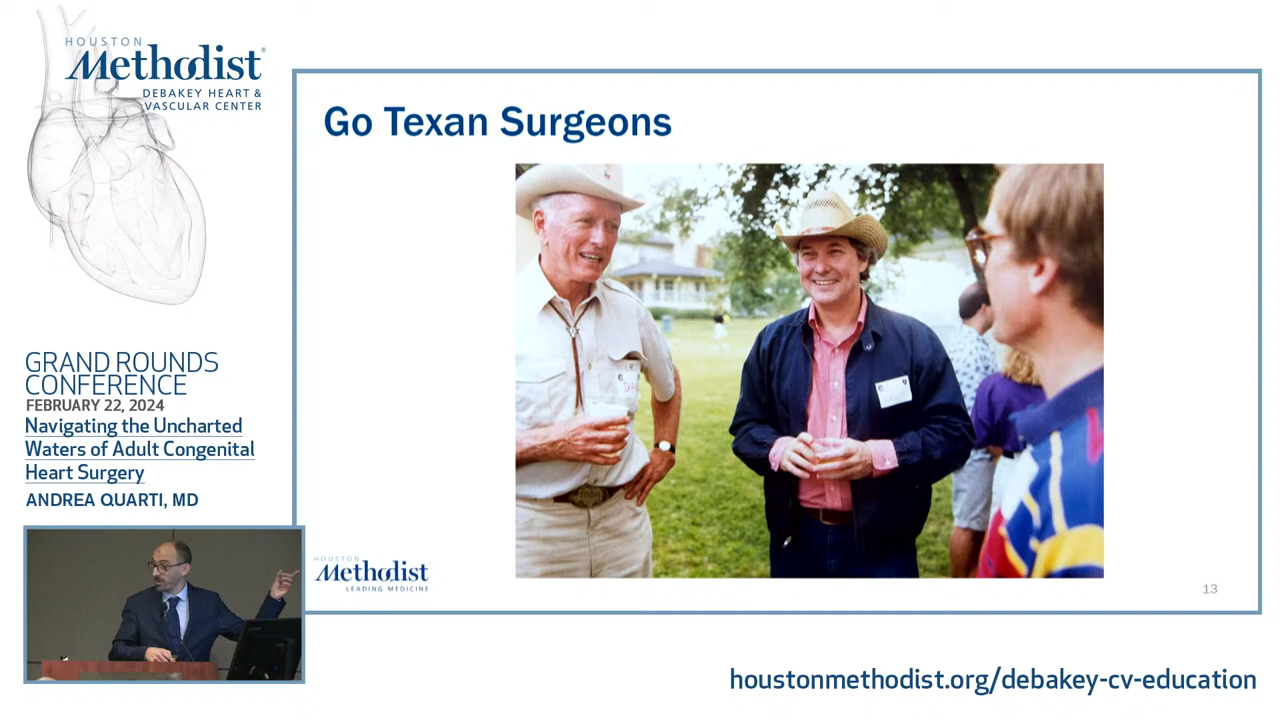 HOUSTON
Methodist®
DEBAKEY HEART &
VASCULAR CENTER
GRAND ROUNDS
CONFERENCE
FEBRUARY 22, 2024
Navigating the Uncharted
Waters of Adult Congenital
Heart Surgery
ANDREA QUARTI, MD
Go Texan Surgeons
HOUSTON
Methodist
LEADING MEDICINE
13
houstonmethodist.org/debakey-cv-education